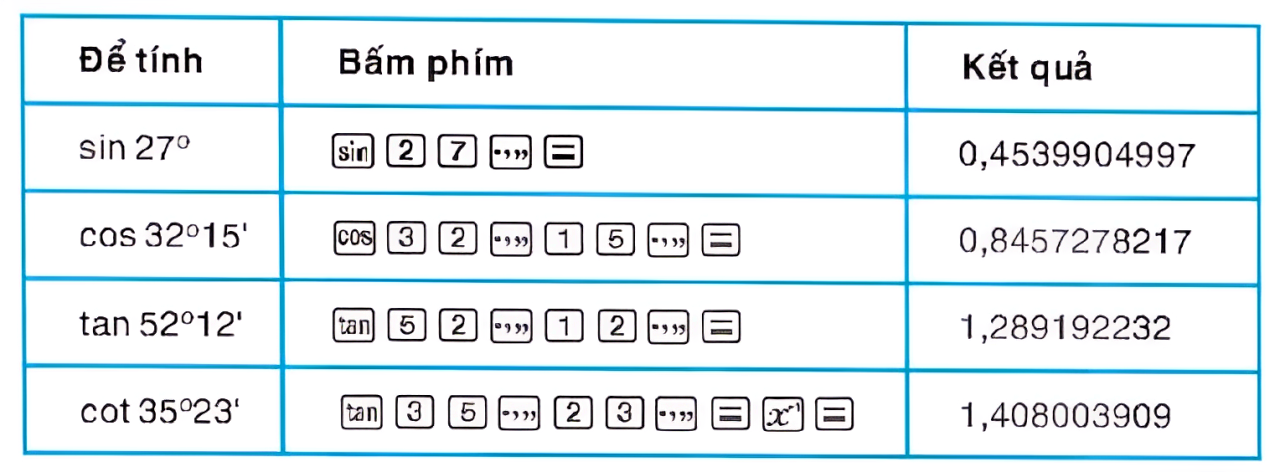 Để tính Bấm phím Kết quả
sin 27° sin 2 7 °‚„ = 0,4539904997
cos 32°15' cos 3 2 °‚„ 1 5 °‚„ = 0,8457278217
tan 52°12' tan 5 2 °‚„ 1 2 °‚„ = 1,289192232
cot 35°23' tan 3 5 °‚„ 2 3 °‚„ = x⁻¹ = 1,408003909